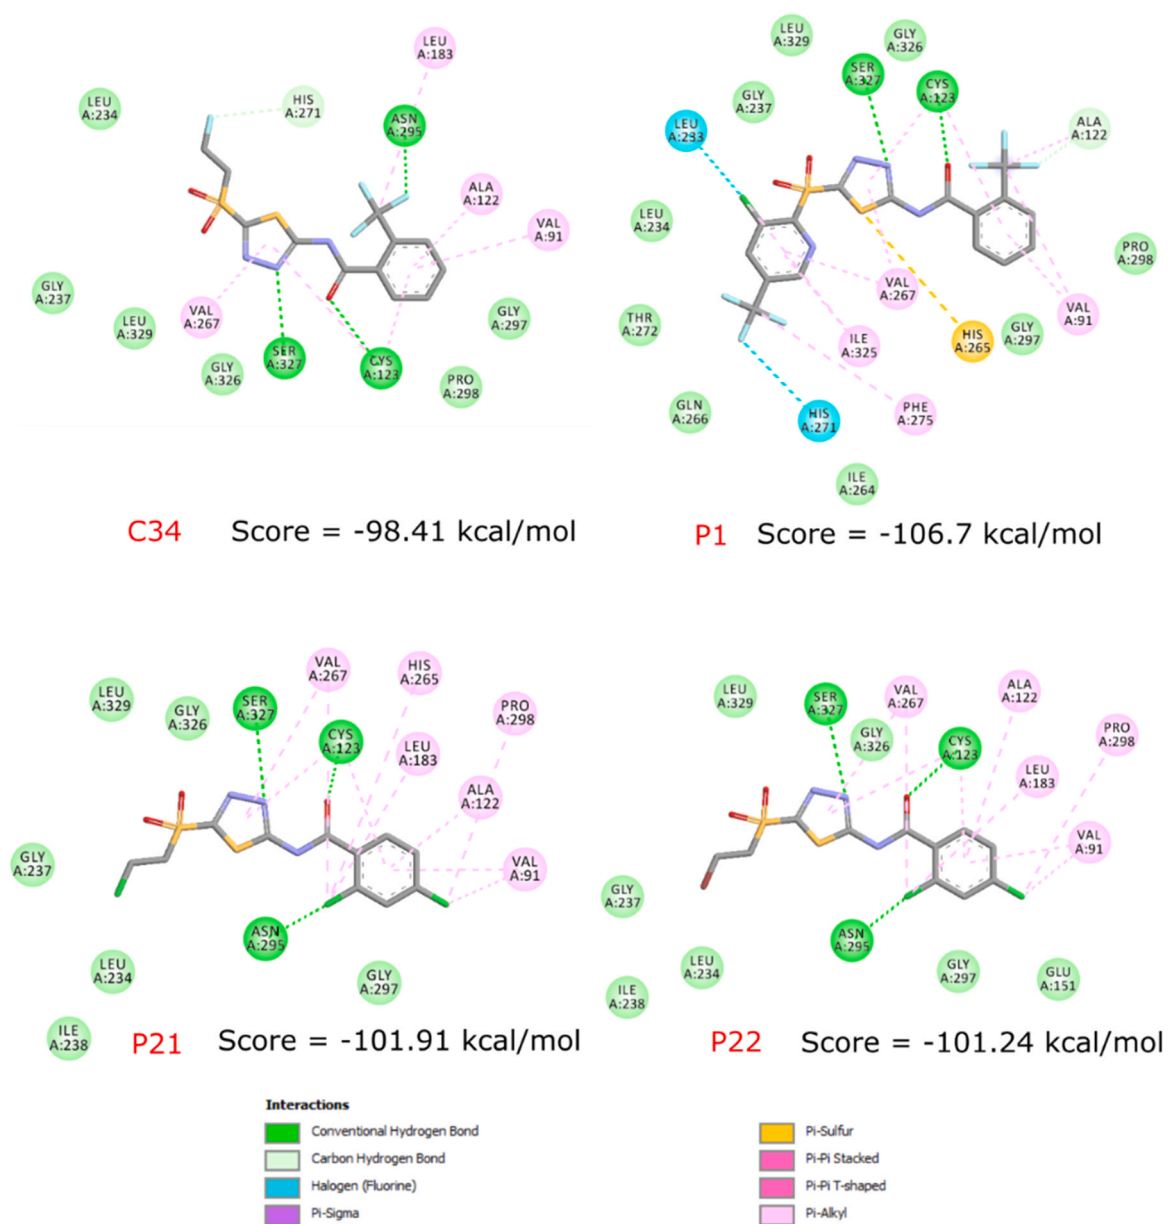 LEU
A:183
LEU
A:234
HIS
A:271
ASN
A:295
ALA
A:122
VAL
A:91
GLY
A:237
LEU
A:329
VAL
A:267
GLY
A:326
SER
A:327
CYS
A:123
GLY
A:297
PRO
A:298
C34 Score = -98.41 kcal/mol
LEU
A:329
GLY
A:326
SER
A:327
CYS
A:123
GLY
A:237
LEU
A:233
ALA
A:122
LEU
A:234
PRO
A:298
VAL
A:267
VAL
A:91
THR
A:272
ILE
A:325
HIS
A:265
GLY
A:297
GLN
A:266
HIS
A:271
PHE
A:275
ILE
A:264
P1 Score = -106.7 kcal/mol
VAL
A:267
HIS
A:265
LEU
A:329
GLY
A:326
SER
A:327
PRO
A:298
CYS
A:123
LEU
A:183
ALA
A:122
GLY
A:237
VAL
A:91
ASN
A:295
LEU
A:234
GLY
A:297
ILE
A:238
P21 Score = -101.91 kcal/mol
LEU
A:329
SER
A:327
VAL
A:267
ALA
A:122
GLY
A:326
CYS
A:123
PRO
A:298
LEU
A:183
VAL
A:91
GLY
A:237
ASN
A:295
LEU
A:234
GLY
A:297
GLU
A:151
ILE
A:238
P22 Score = -101.24 kcal/mol
Interactions
Conventional Hydrogen Bond
Carbon Hydrogen Bond
Halogen (Fluorine)
Pi-Sigma
Pi-Sulfur
Pi-Pi Stacked
Pi-Pi T-shaped
Pi-Alkyl